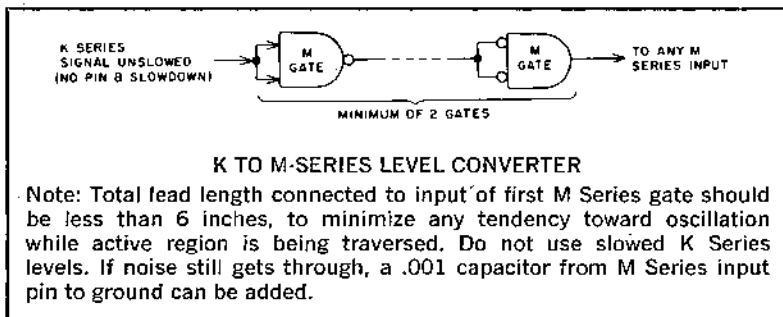 K SERIES
SIGNAL UNSLOWED
(NO PIN B SLOWDOWN)
M
GATE
M
GATE
TO ANY M
SERIES INPUT
MINIMUM OF 2 GATES
K TO M-SERIES LEVEL CONVERTER
Note: Total lead length connected to input of first M Series gate should
be less than 6 inches, to minimize any tendency toward oscillation
while active region is being traversed. Do not use slowed K Series
levels. If noise still gets through, a .001 capacitor from M Series input
pin to ground can be added.